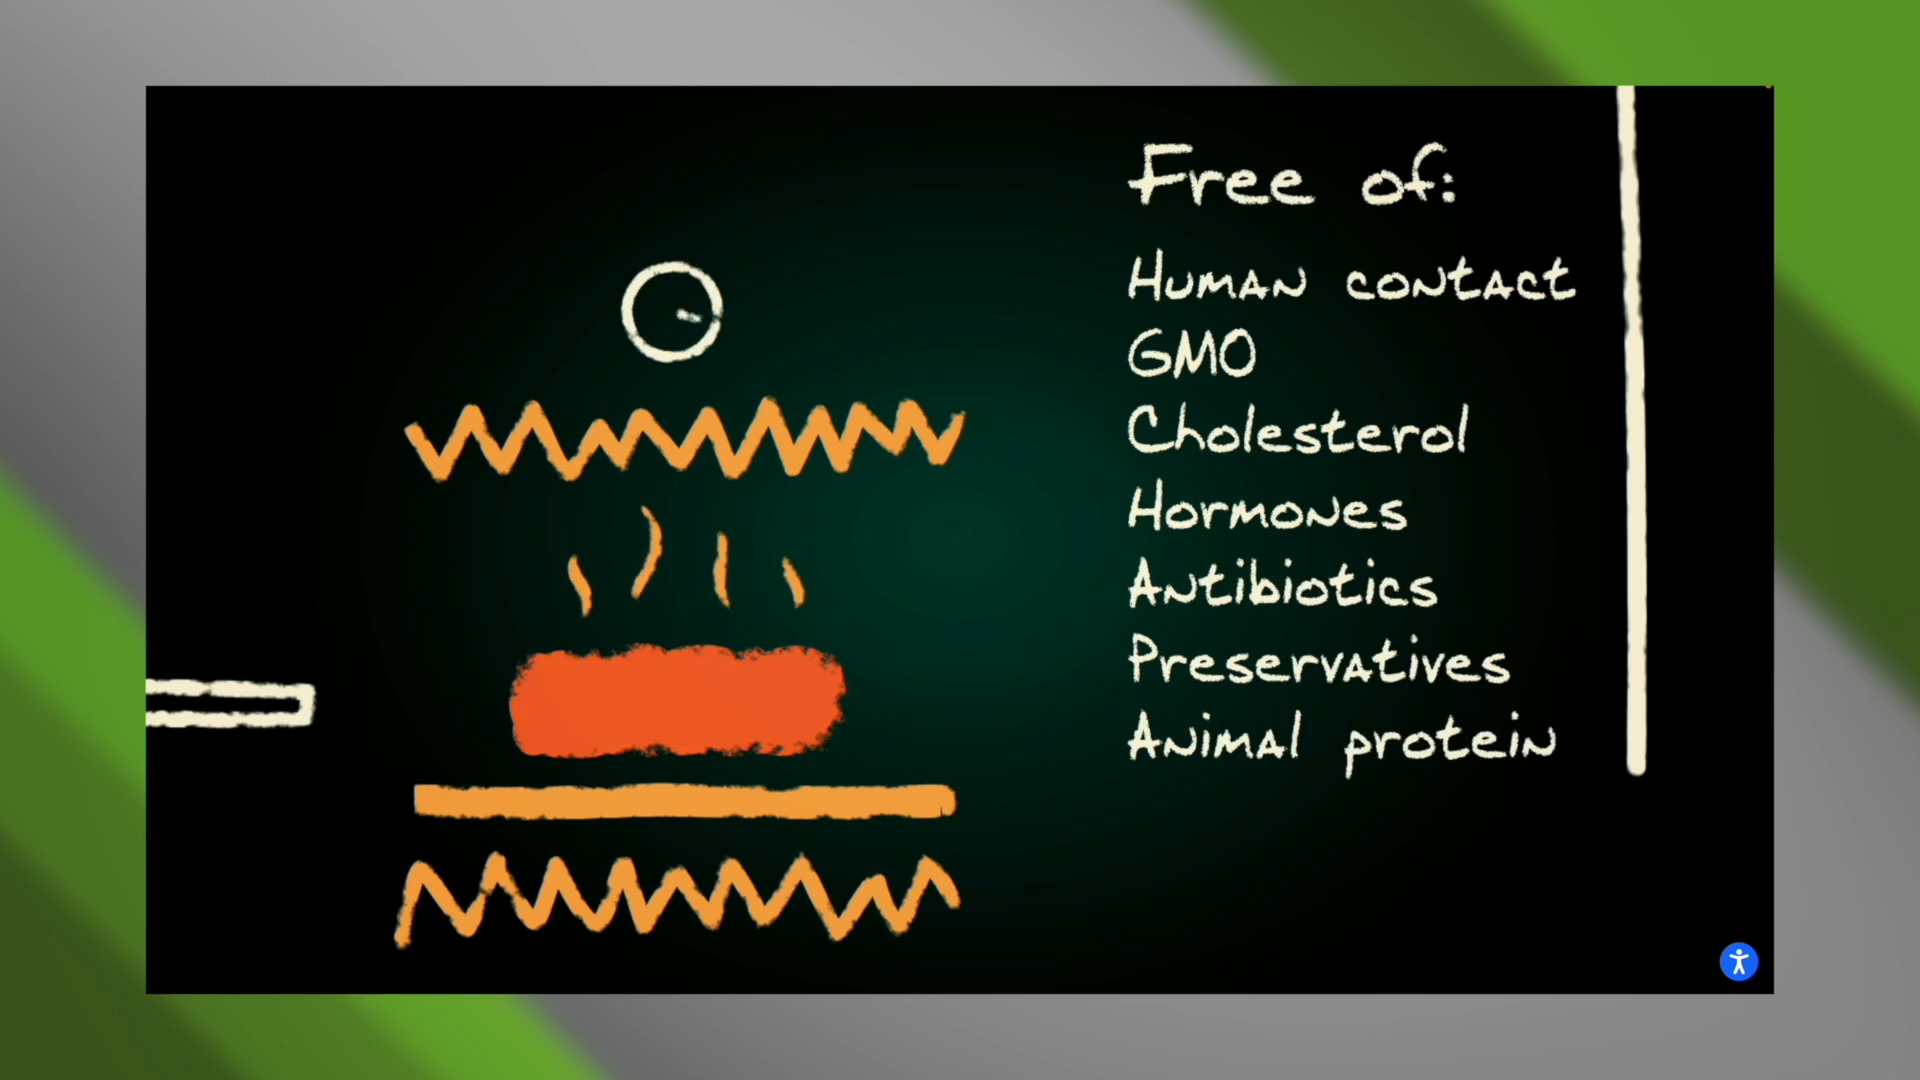 Free of:
Human contact
GMO
Cholesterol
Hormones
Antibiotics
Preservatives
Animal protein